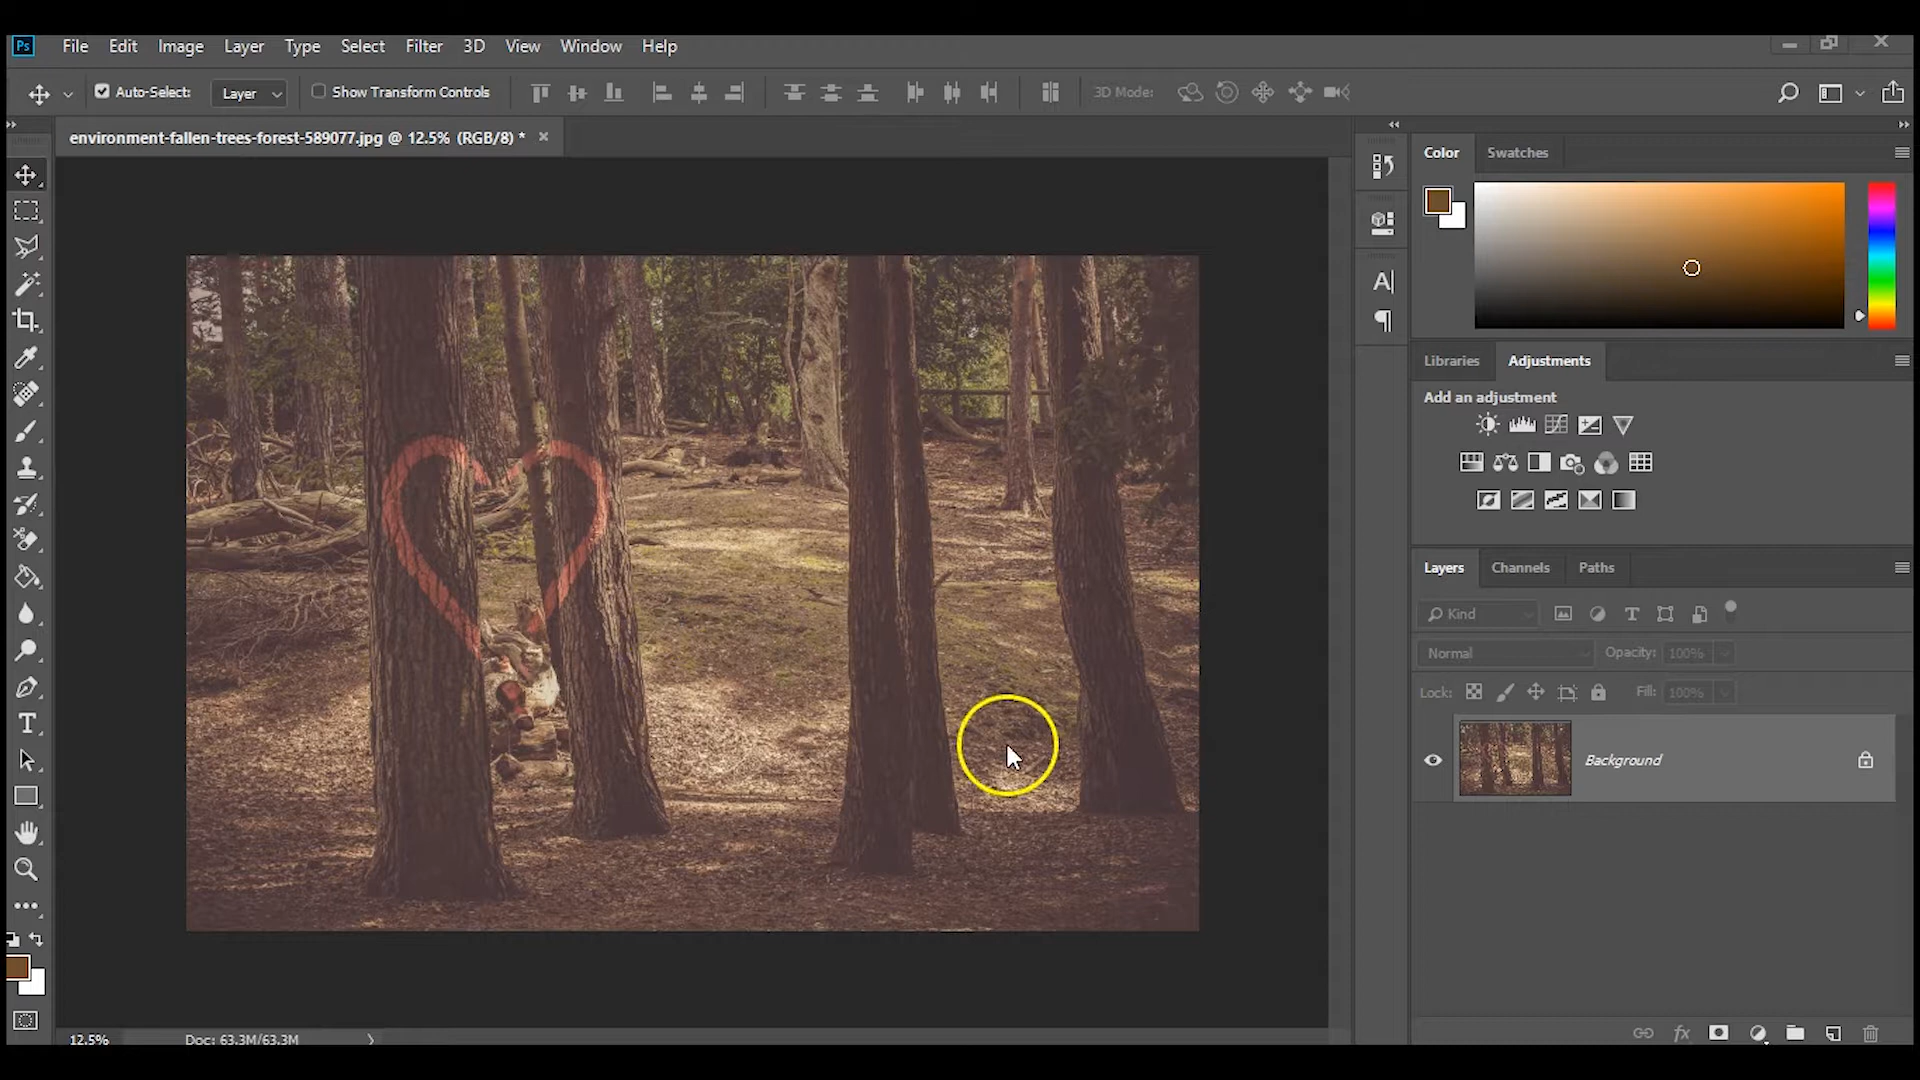 Ps File Edit Image Layer Type Select Filter 3D View Window Help
Auto-Select: Layer Show Transform Controls 3D Mode:
environment-fallen-trees-forest-589077.jpg @ 12.5% (RGB/8) *
Color Swatches
Libraries Adjustments
Add an adjustment
Layers Channels Paths
Kind
Normal Opacity: 100%
Lock: Fill: 100%
Background
12.5% Doc: 63.3M/63.3M